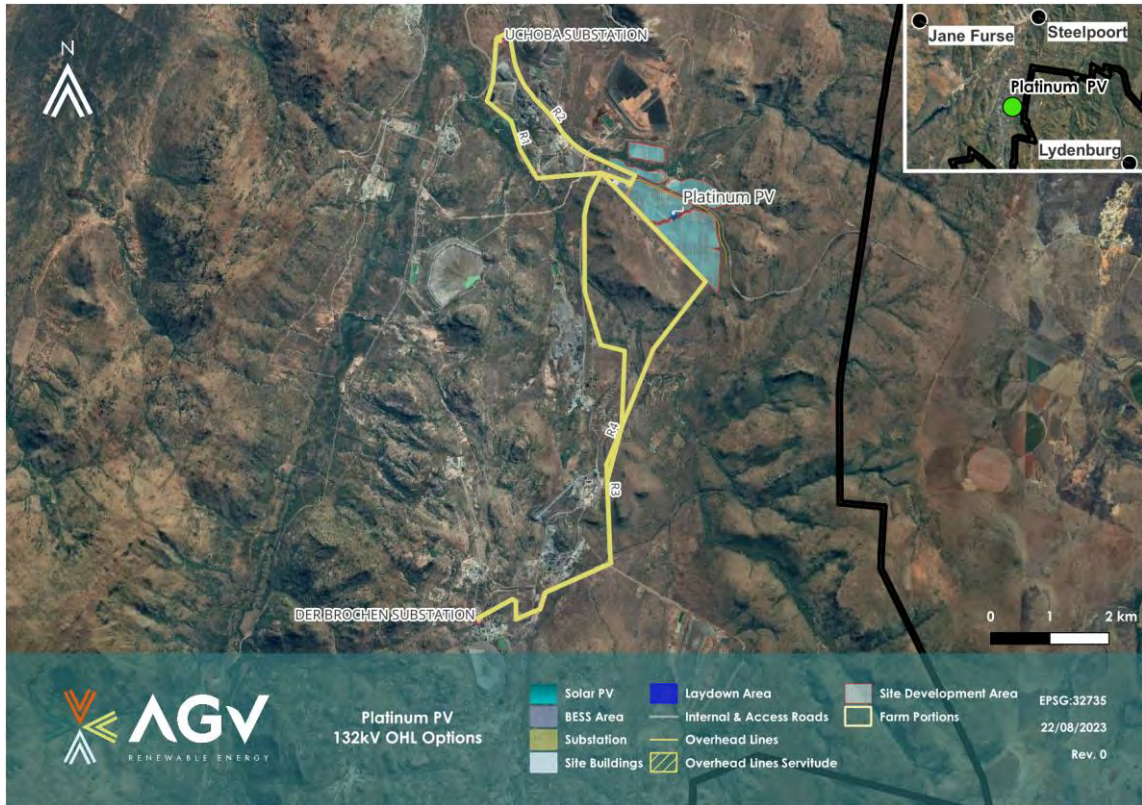 UCHOBA SUBSTATION
N
R2
R1
Platinum PV
R4
R3
DER BROCHEN SUBSTATION
Jane Furse
Steelpoort
Platinum PV
Lydenburg
0 1 2 km
AGV
RENEWABLE ENERGY
Platinum PV
132kV OHL Options
Solar PV
BESS Area
Substation
Site Buildings
Laydown Area
Internal & Access Roads
Overhead Lines
Overhead Lines Servitude
Site Development Area
Farm Portions
EPSG:32735
22/08/2023
Rev. 0